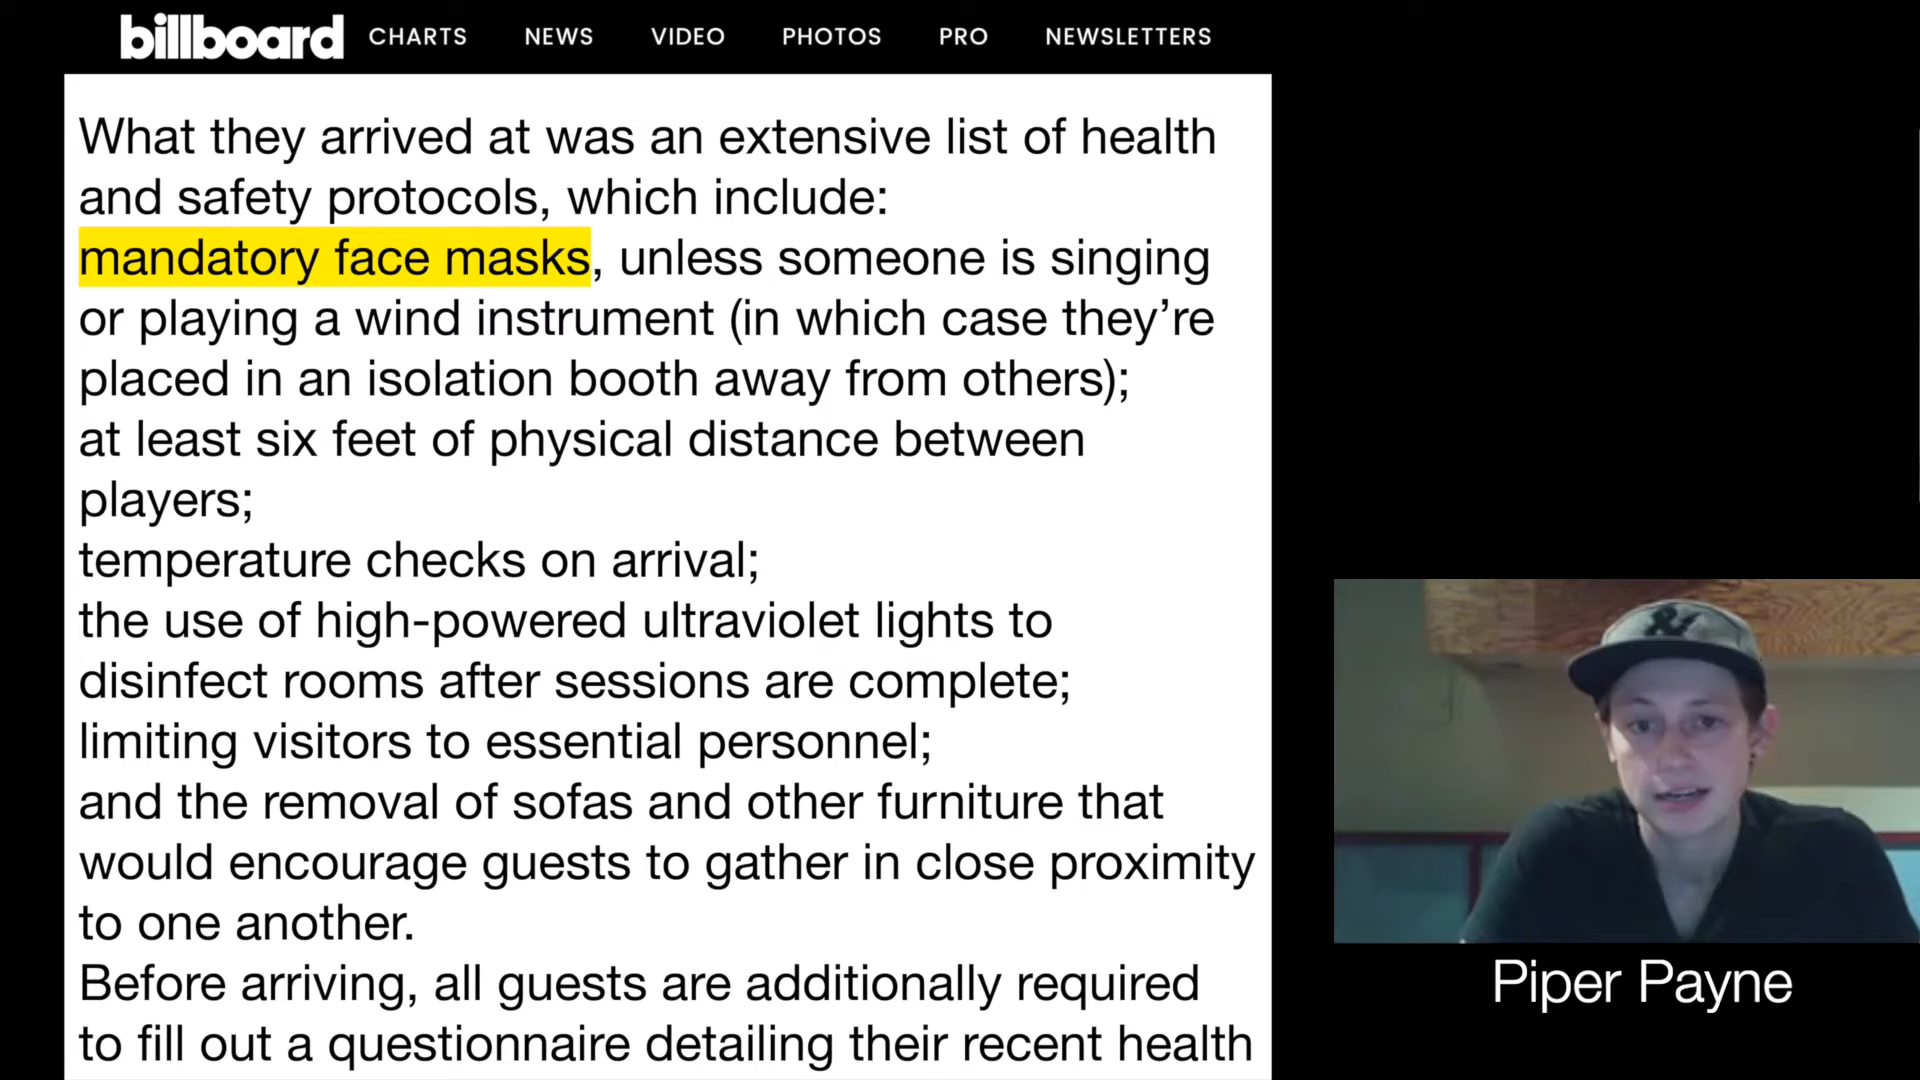 billboard CHARTS NEWS VIDEO PHOTOS PRO NEWSLETTERS
What they arrived at was an extensive list of health
and safety protocols, which include:
mandatory face masks, unless someone is singing
or playing a wind instrument (in which case they’re
placed in an isolation booth away from others);
at least six feet of physical distance between
players;
temperature checks on arrival;
the use of high-powered ultraviolet lights to
disinfect rooms after sessions are complete;
limiting visitors to essential personnel;
and the removal of sofas and other furniture that
would encourage guests to gather in close proximity
to one another.
Before arriving, all guests are additionally required
to fill out a questionnaire detailing their recent health
&
Piper Payne